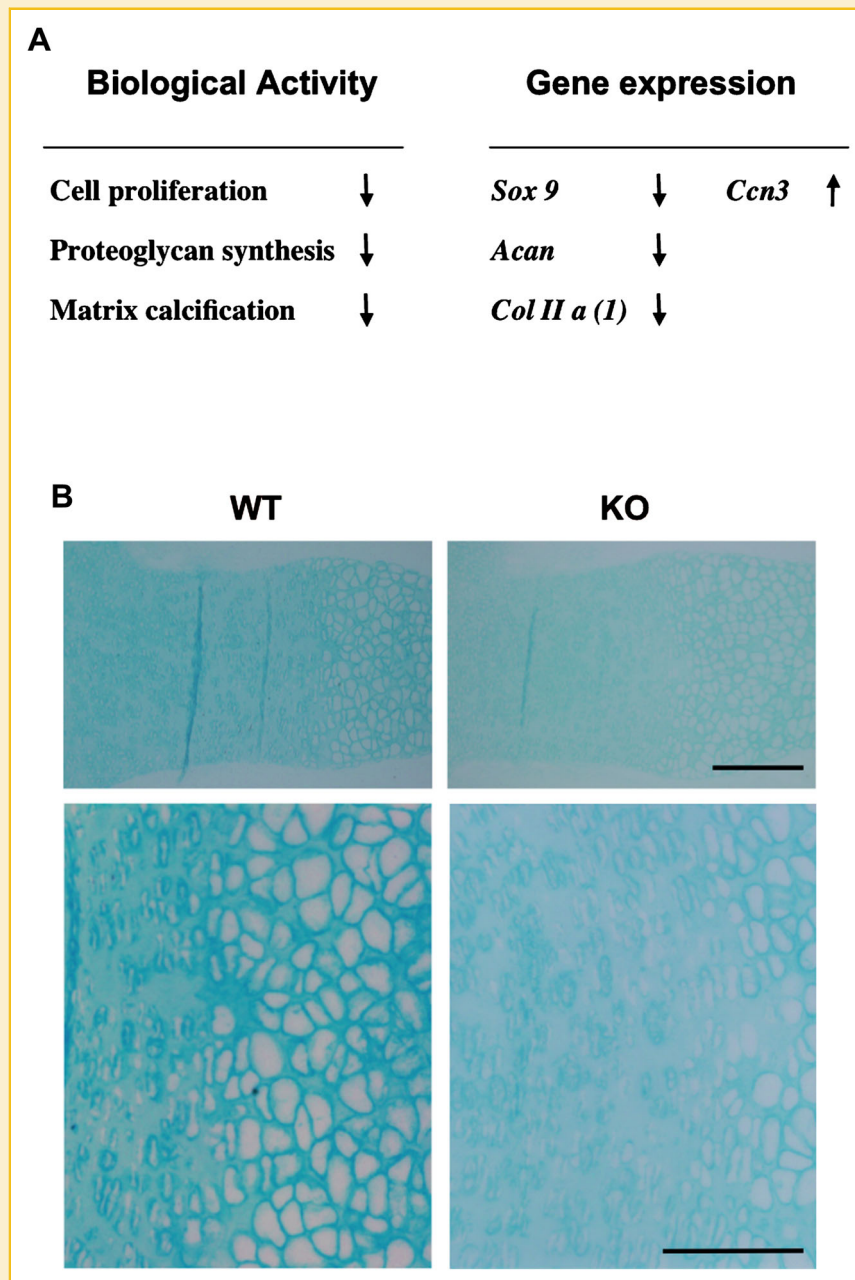 A
Biological Activity Gene expression
Cell proliferation ↓ Sox 9 ↓ Ccn3 ↑
Proteoglycan synthesis ↓ Acan ↓
Matrix calcification ↓ Col II a (1) ↓
B
WT KO